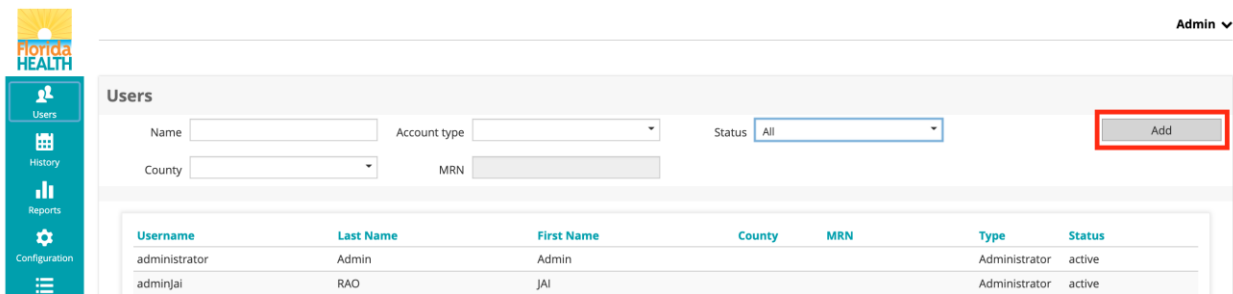 Admin
Florida
HEALTH
Users
Users
Name
Account type
Status
All
Add
History
County
MRN
Reports
Username Last Name First Name County MRN Type Status
Configuration
administrator Admin Admin Administrator active
adminJai RAO JAI Administrator active